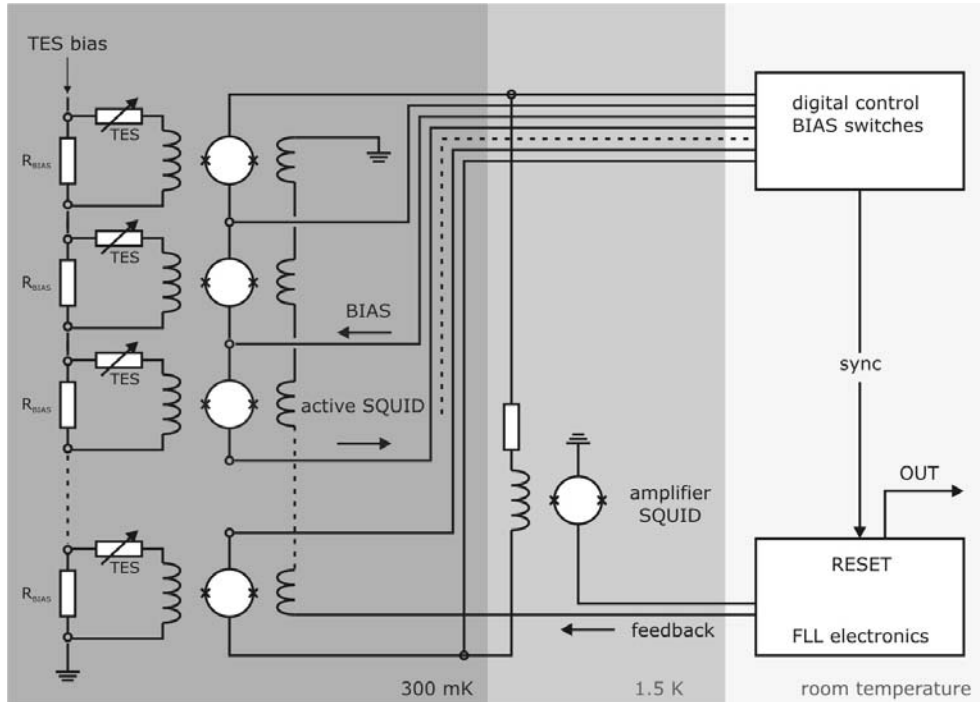 TES bias
TES
R_BIAS
TES
R_BIAS
BIAS
TES
R_BIAS
active SQUID
TES
R_BIAS
digital control
BIAS switches
sync
OUT
amplifier
SQUID
RESET
feedback
FLL electronics
300 mK
1.5 K
room temperature